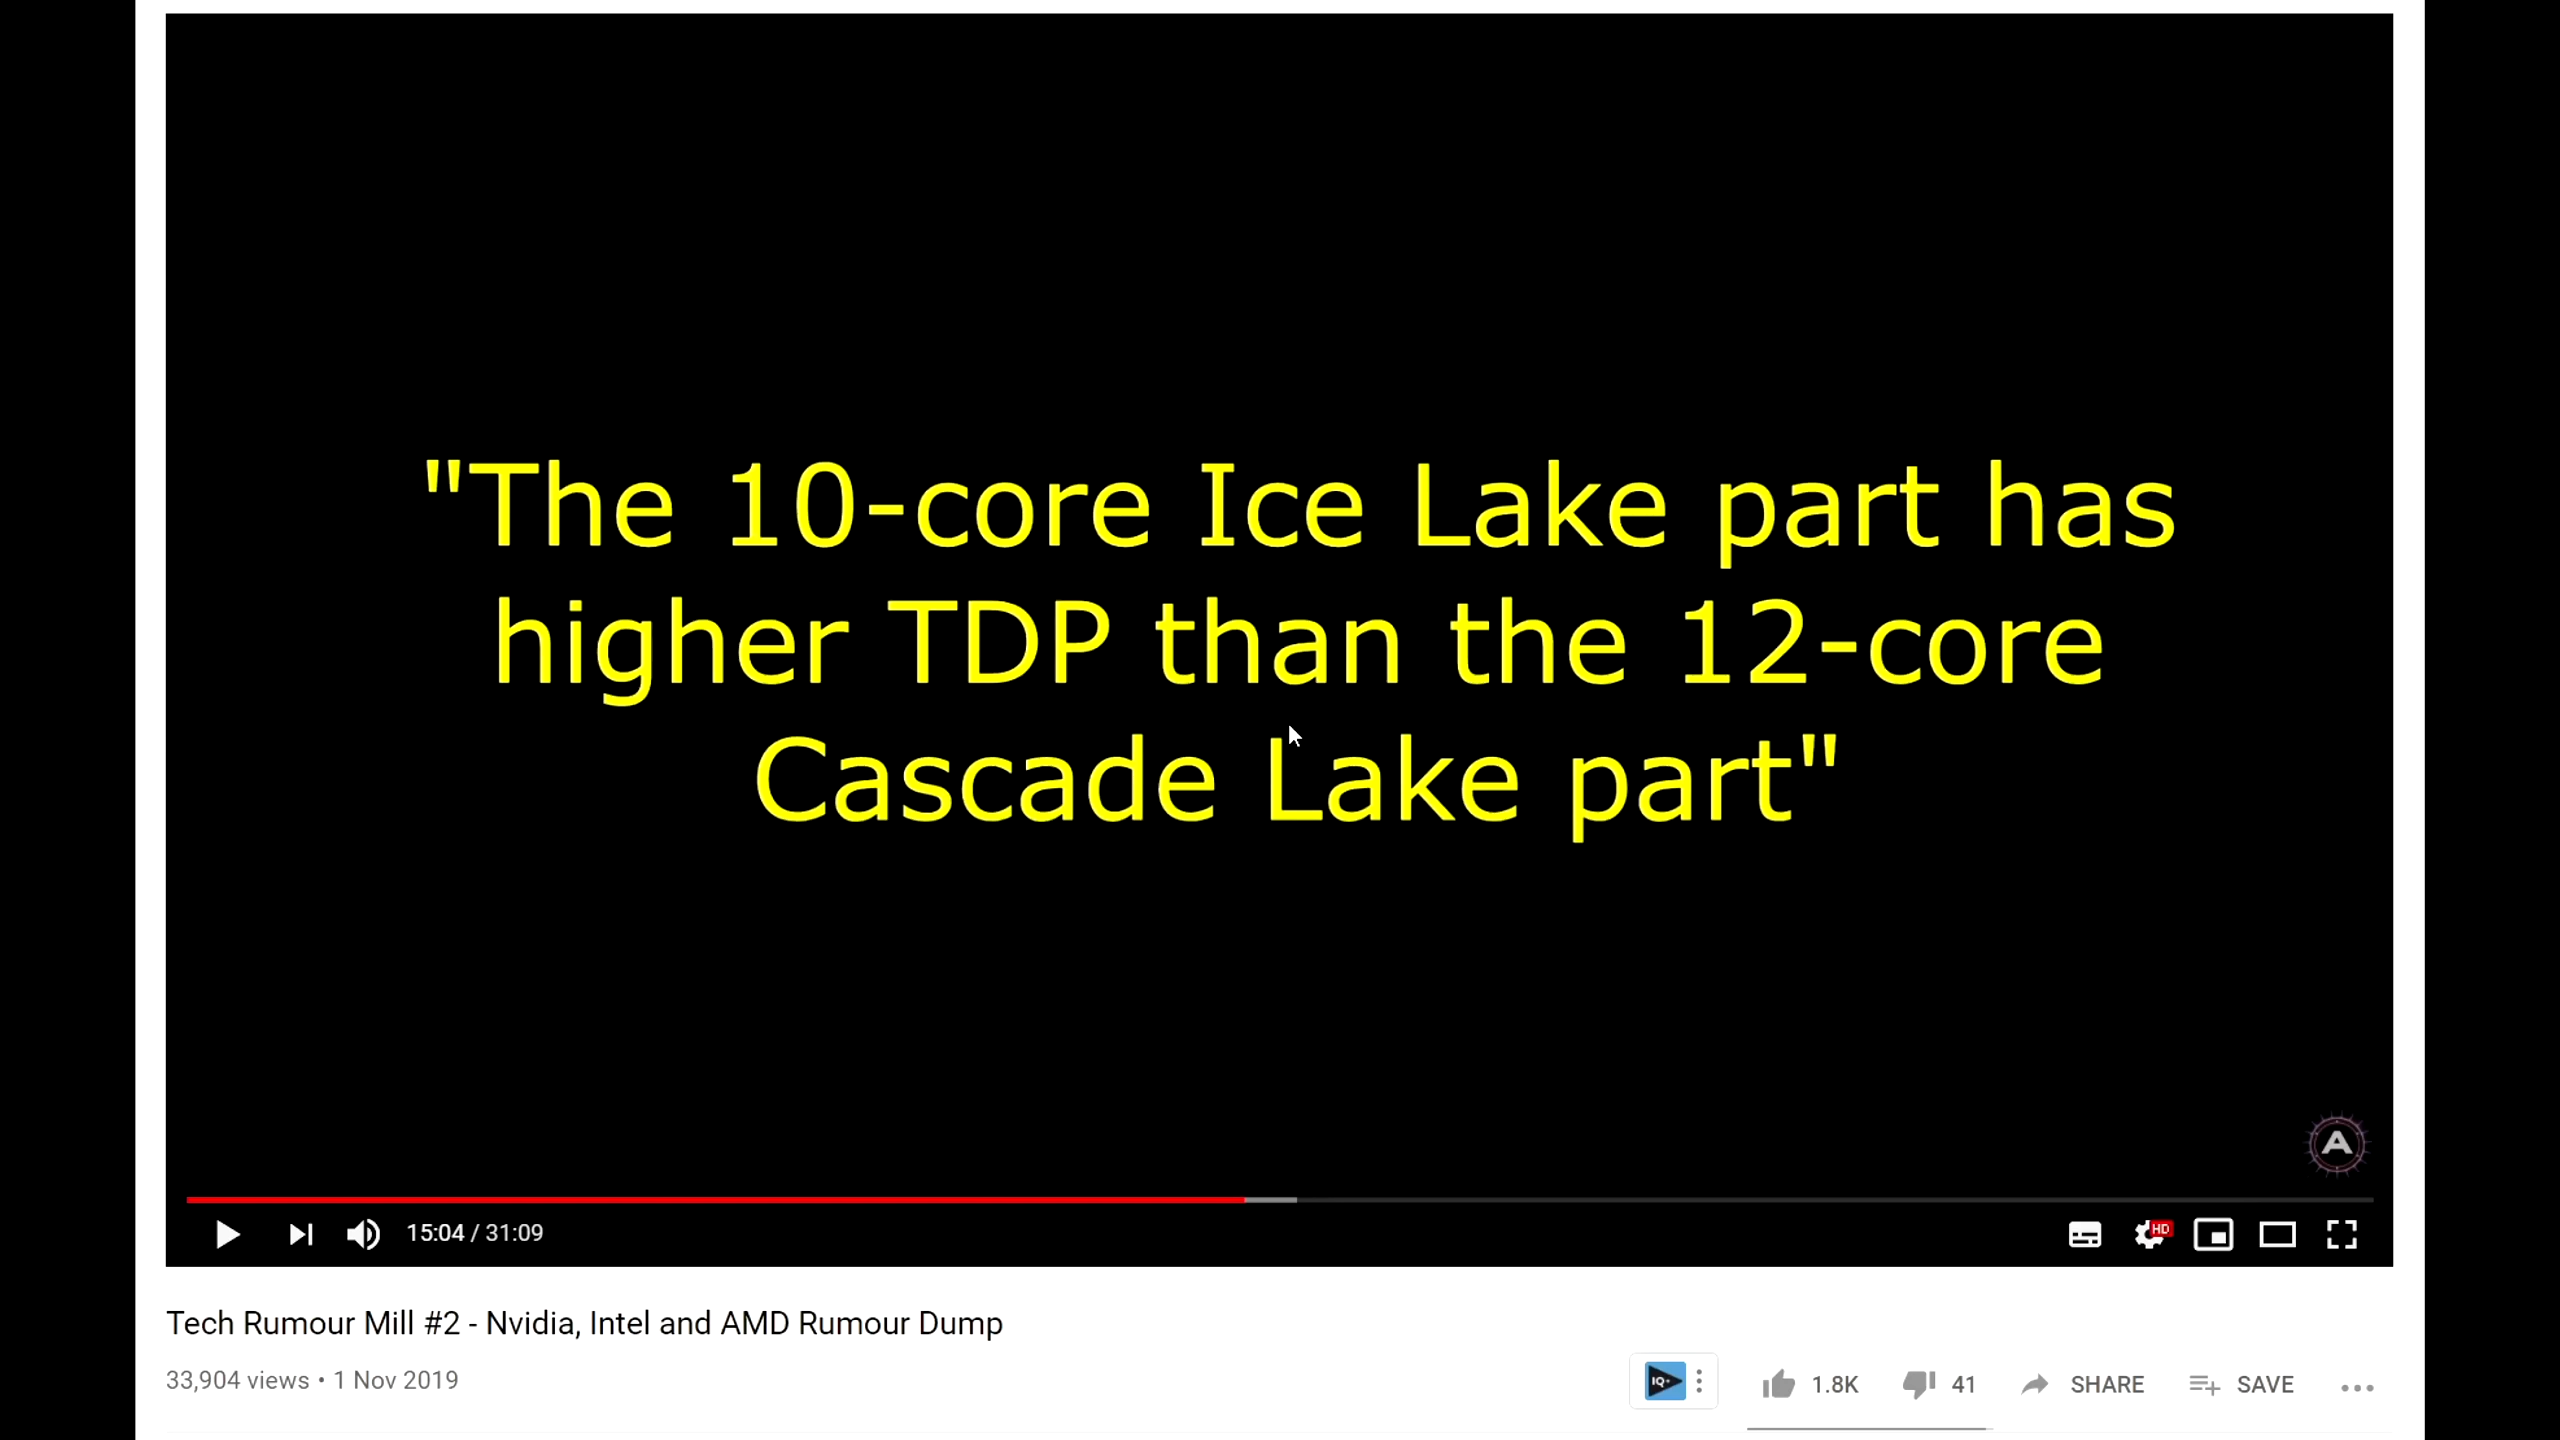 "The 10-core Ice Lake part has
higher TDP than the 12-core
Cascade Lake part"
A
15:04 / 31:09
HD
Tech Rumour Mill #2 - Nvidia, Intel and AMD Rumour Dump
33,904 views • 1 Nov 2019
IQ+
1.8K
41
SHARE
SAVE